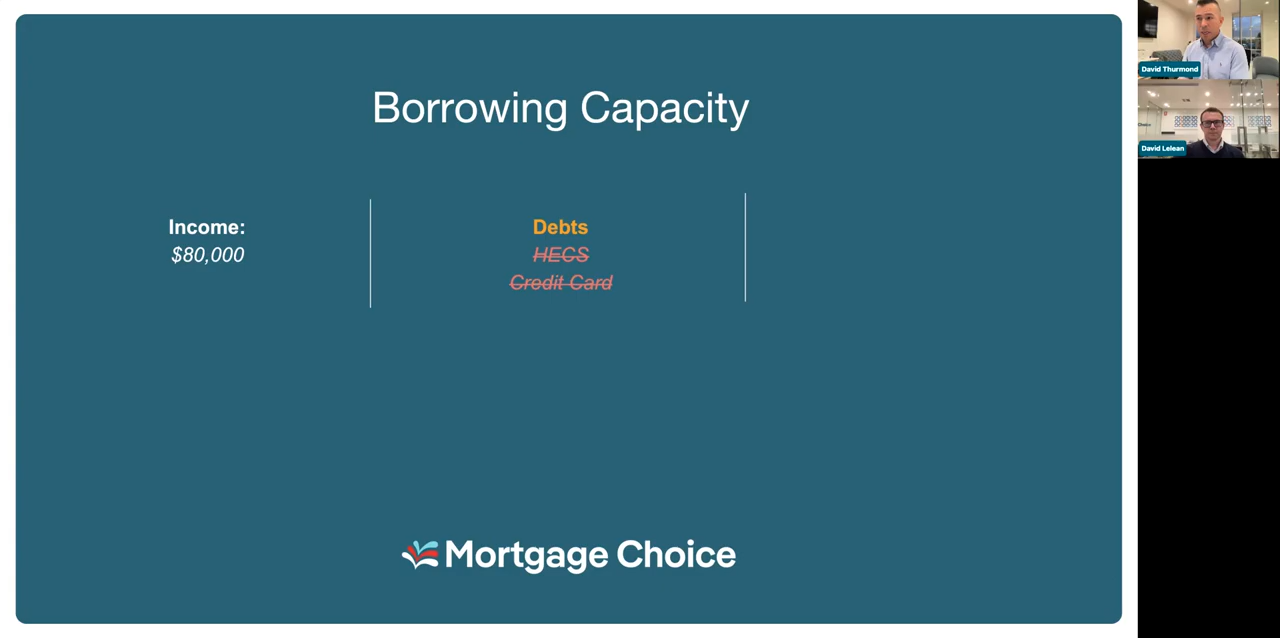 Borrowing Capacity
Income:
$80,000
Debts
HECS
Credit Card
Mortgage Choice
David Thurmond
David Lelean